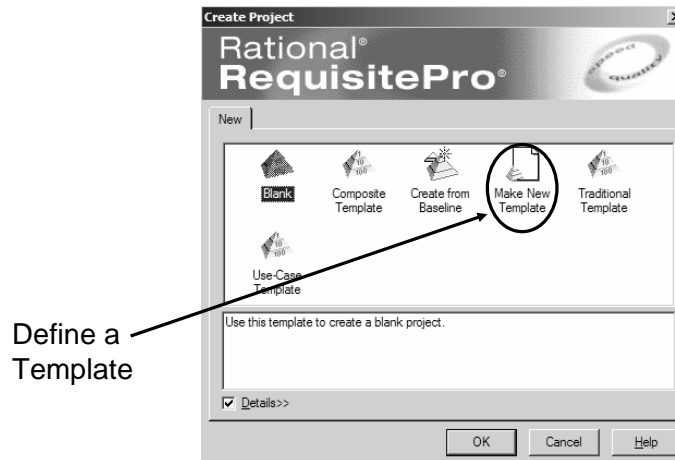 Create Project
Rational®
RequisitePro®
speed
quality
New
Blank
Composite
Template
Create from
Baseline
Make New
Template
Traditional
Template
Use-Case
Template
Use this template to create a blank project.
Details>>
OK
Cancel
Help
Define a
Template